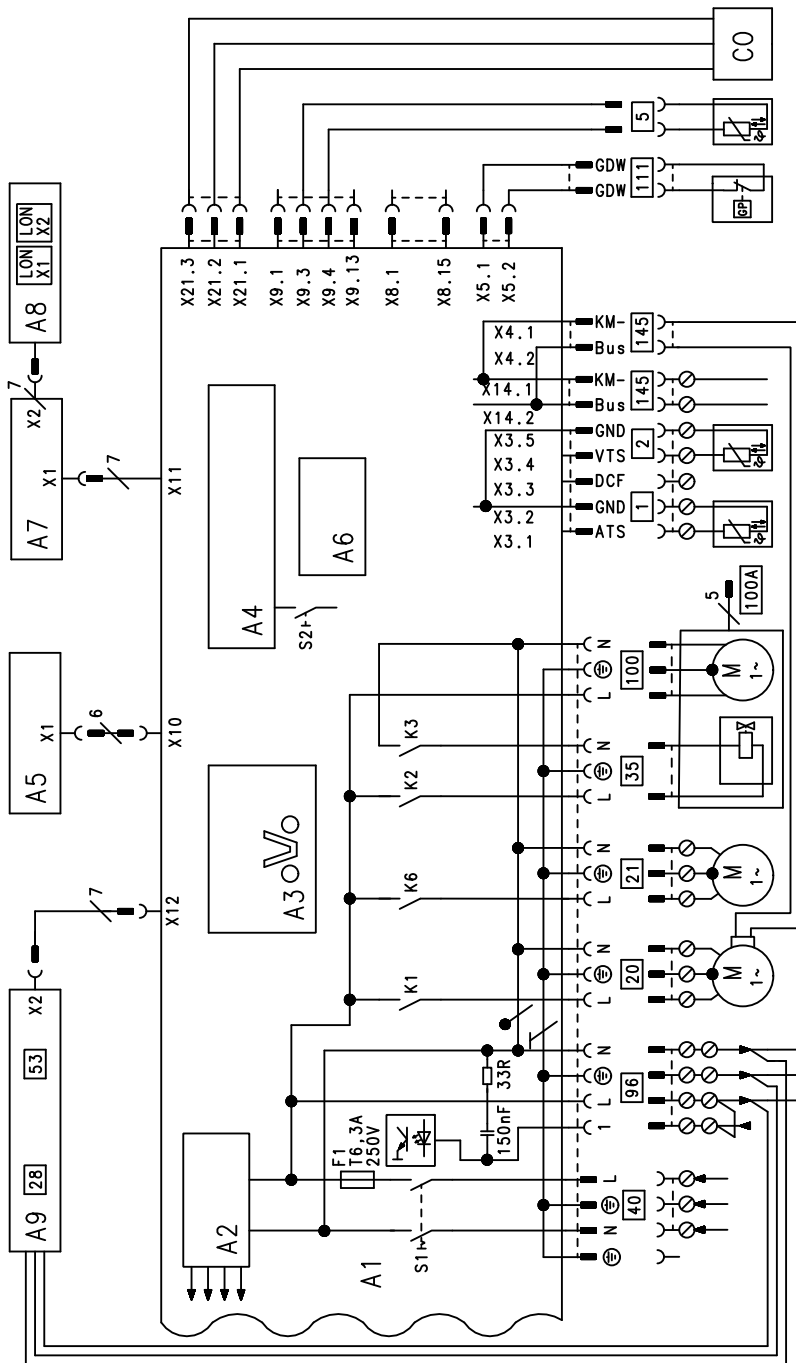 CO
5
GDW
111
GDW
GP
X21.3
X21.2
X21.1
X9.1
X9.3
X9.4
X9.13
X8.1
X8.15
X5.1
X5.2
LON
X2
LON
X1
A8
7
X2
X1
A7
7
X11
X4.1
KM-
145
X4.2
Bus
X14.1
KM-
145
X14.2
Bus
X3.5
GND
2
X3.4
VTS
X3.3
DCF
X3.2
GND
1
X3.1
ATS
A4
A6
S2
5
100A
N
100
L
M
1~
A5
X1
6
X10
K3
K2
N
35
L
A3
K6
N
21
L
M
1~
7
X12
X2
53
28
A9
K1
N
20
L
M
1~
N
96
L
1
33R
150nF
F1
T6,3A
250V
A2
A1
S1
L
40
N